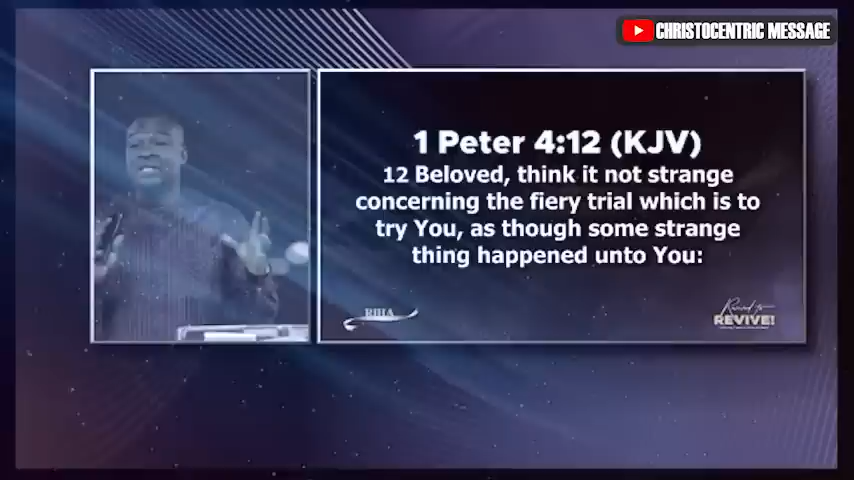 CHRISTOCENTRIC MESSAGE
1 Peter 4:12 (KJV)
12 Beloved, think it not strange
concerning the fiery trial which is to
try You, as though some strange
thing happened unto You:
REVIVE!